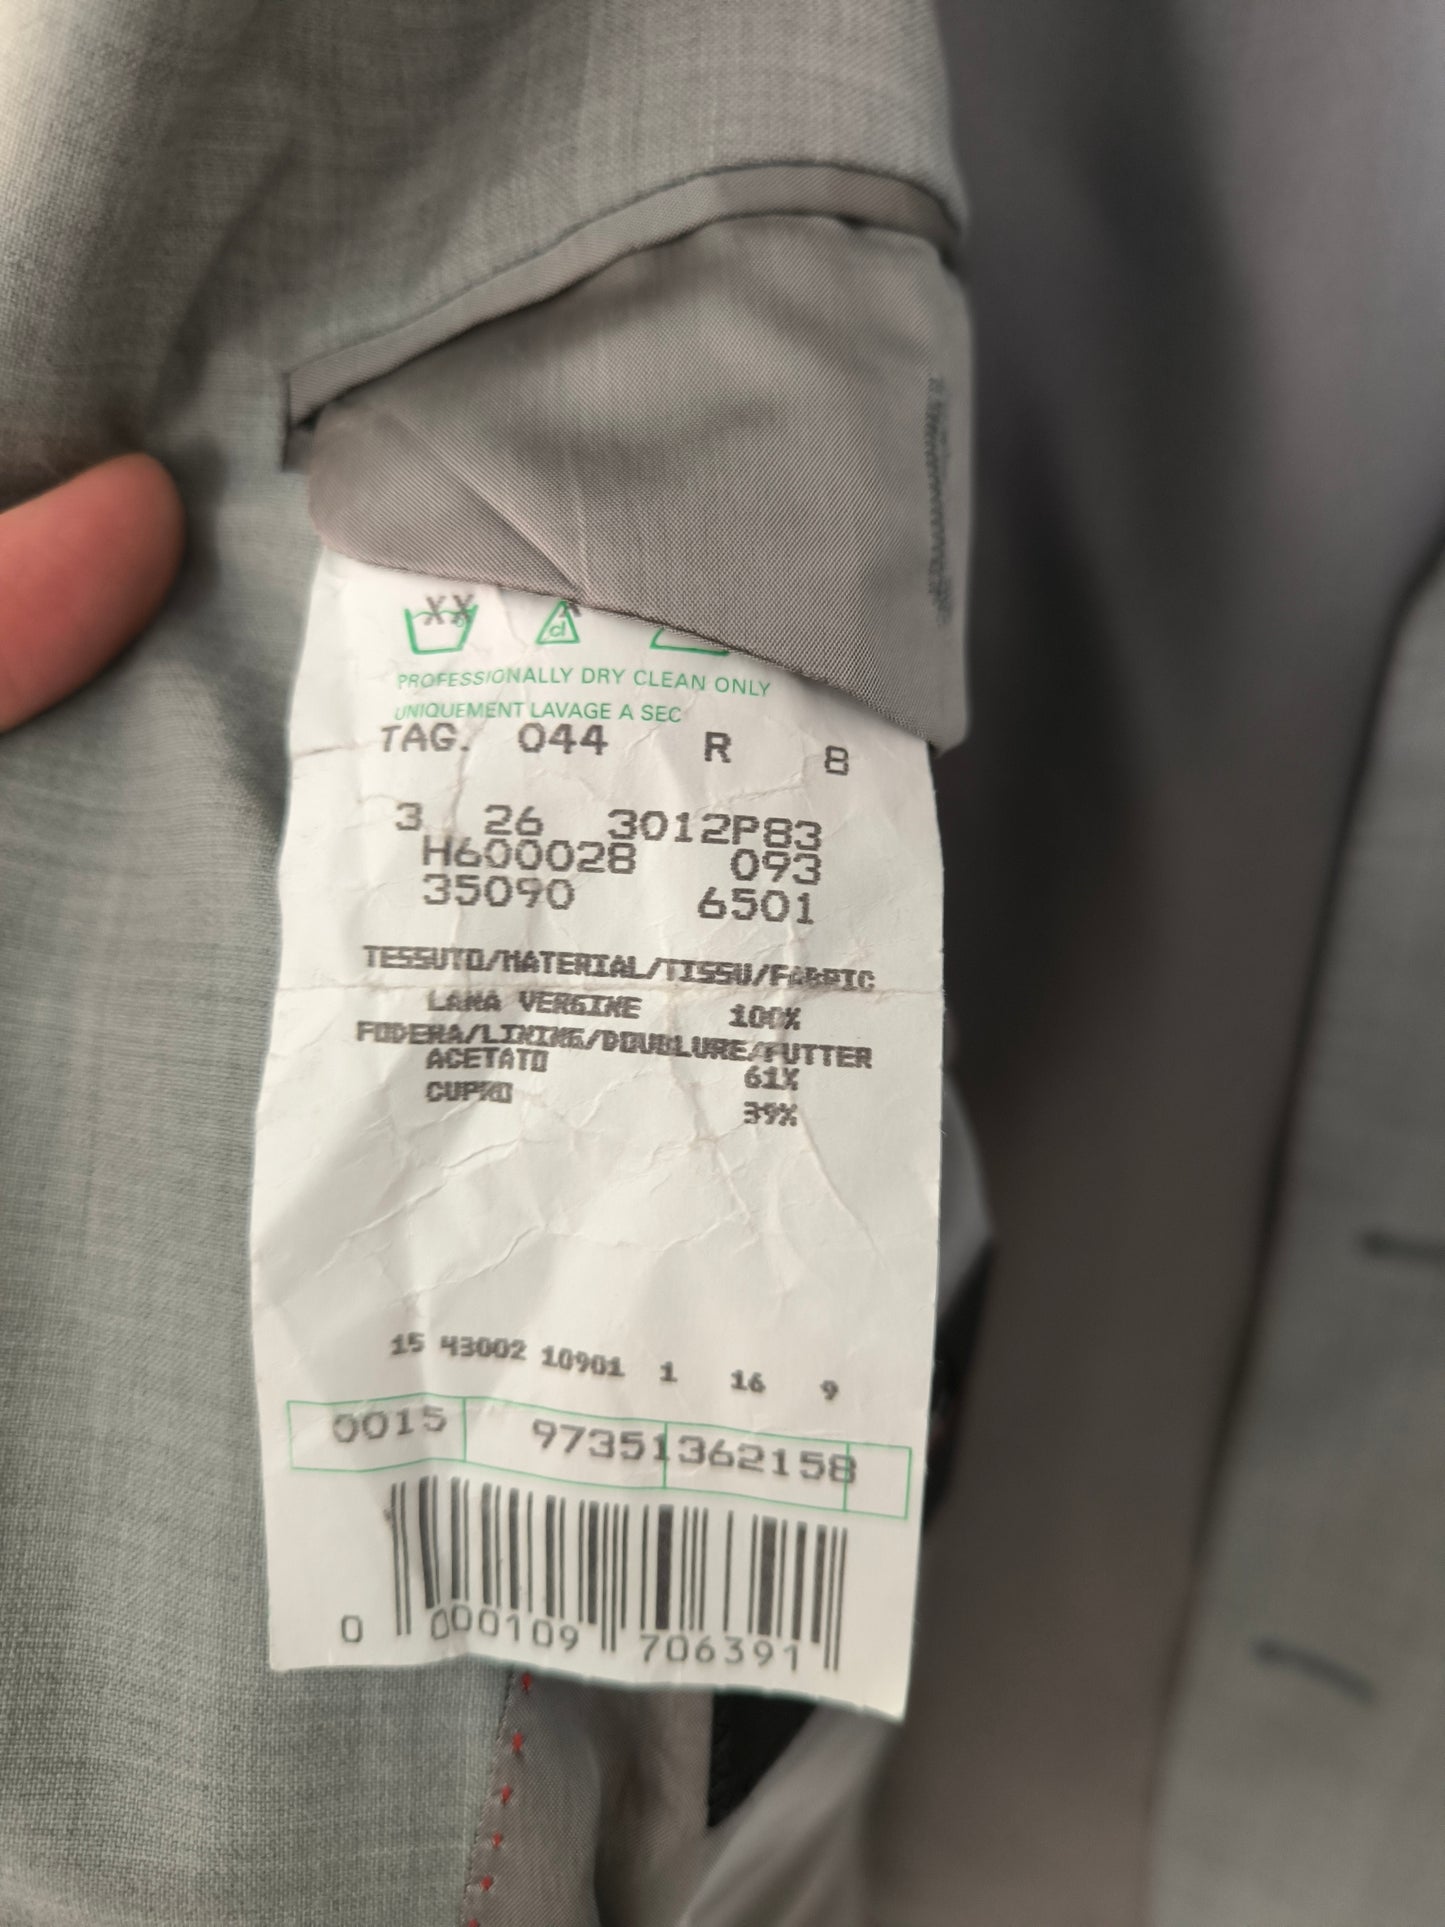 PROFESSIONALLY DRY CLEAN ONLY
UNIQUEMENT LAVAGE A SEC
TAG. 044 R 8
3 26 3012P83
H600028 093
35090 6501
TESSUTO/MATERIAL/TISSU/FABRIC
LANA VERGINE 100%
FODERA/LINING/DOUBLURE/FUTTER
ACETATO 61%
CUPRO 39%
15 43002 10901 1 16 9
0015 97351362158
0 000109 706391